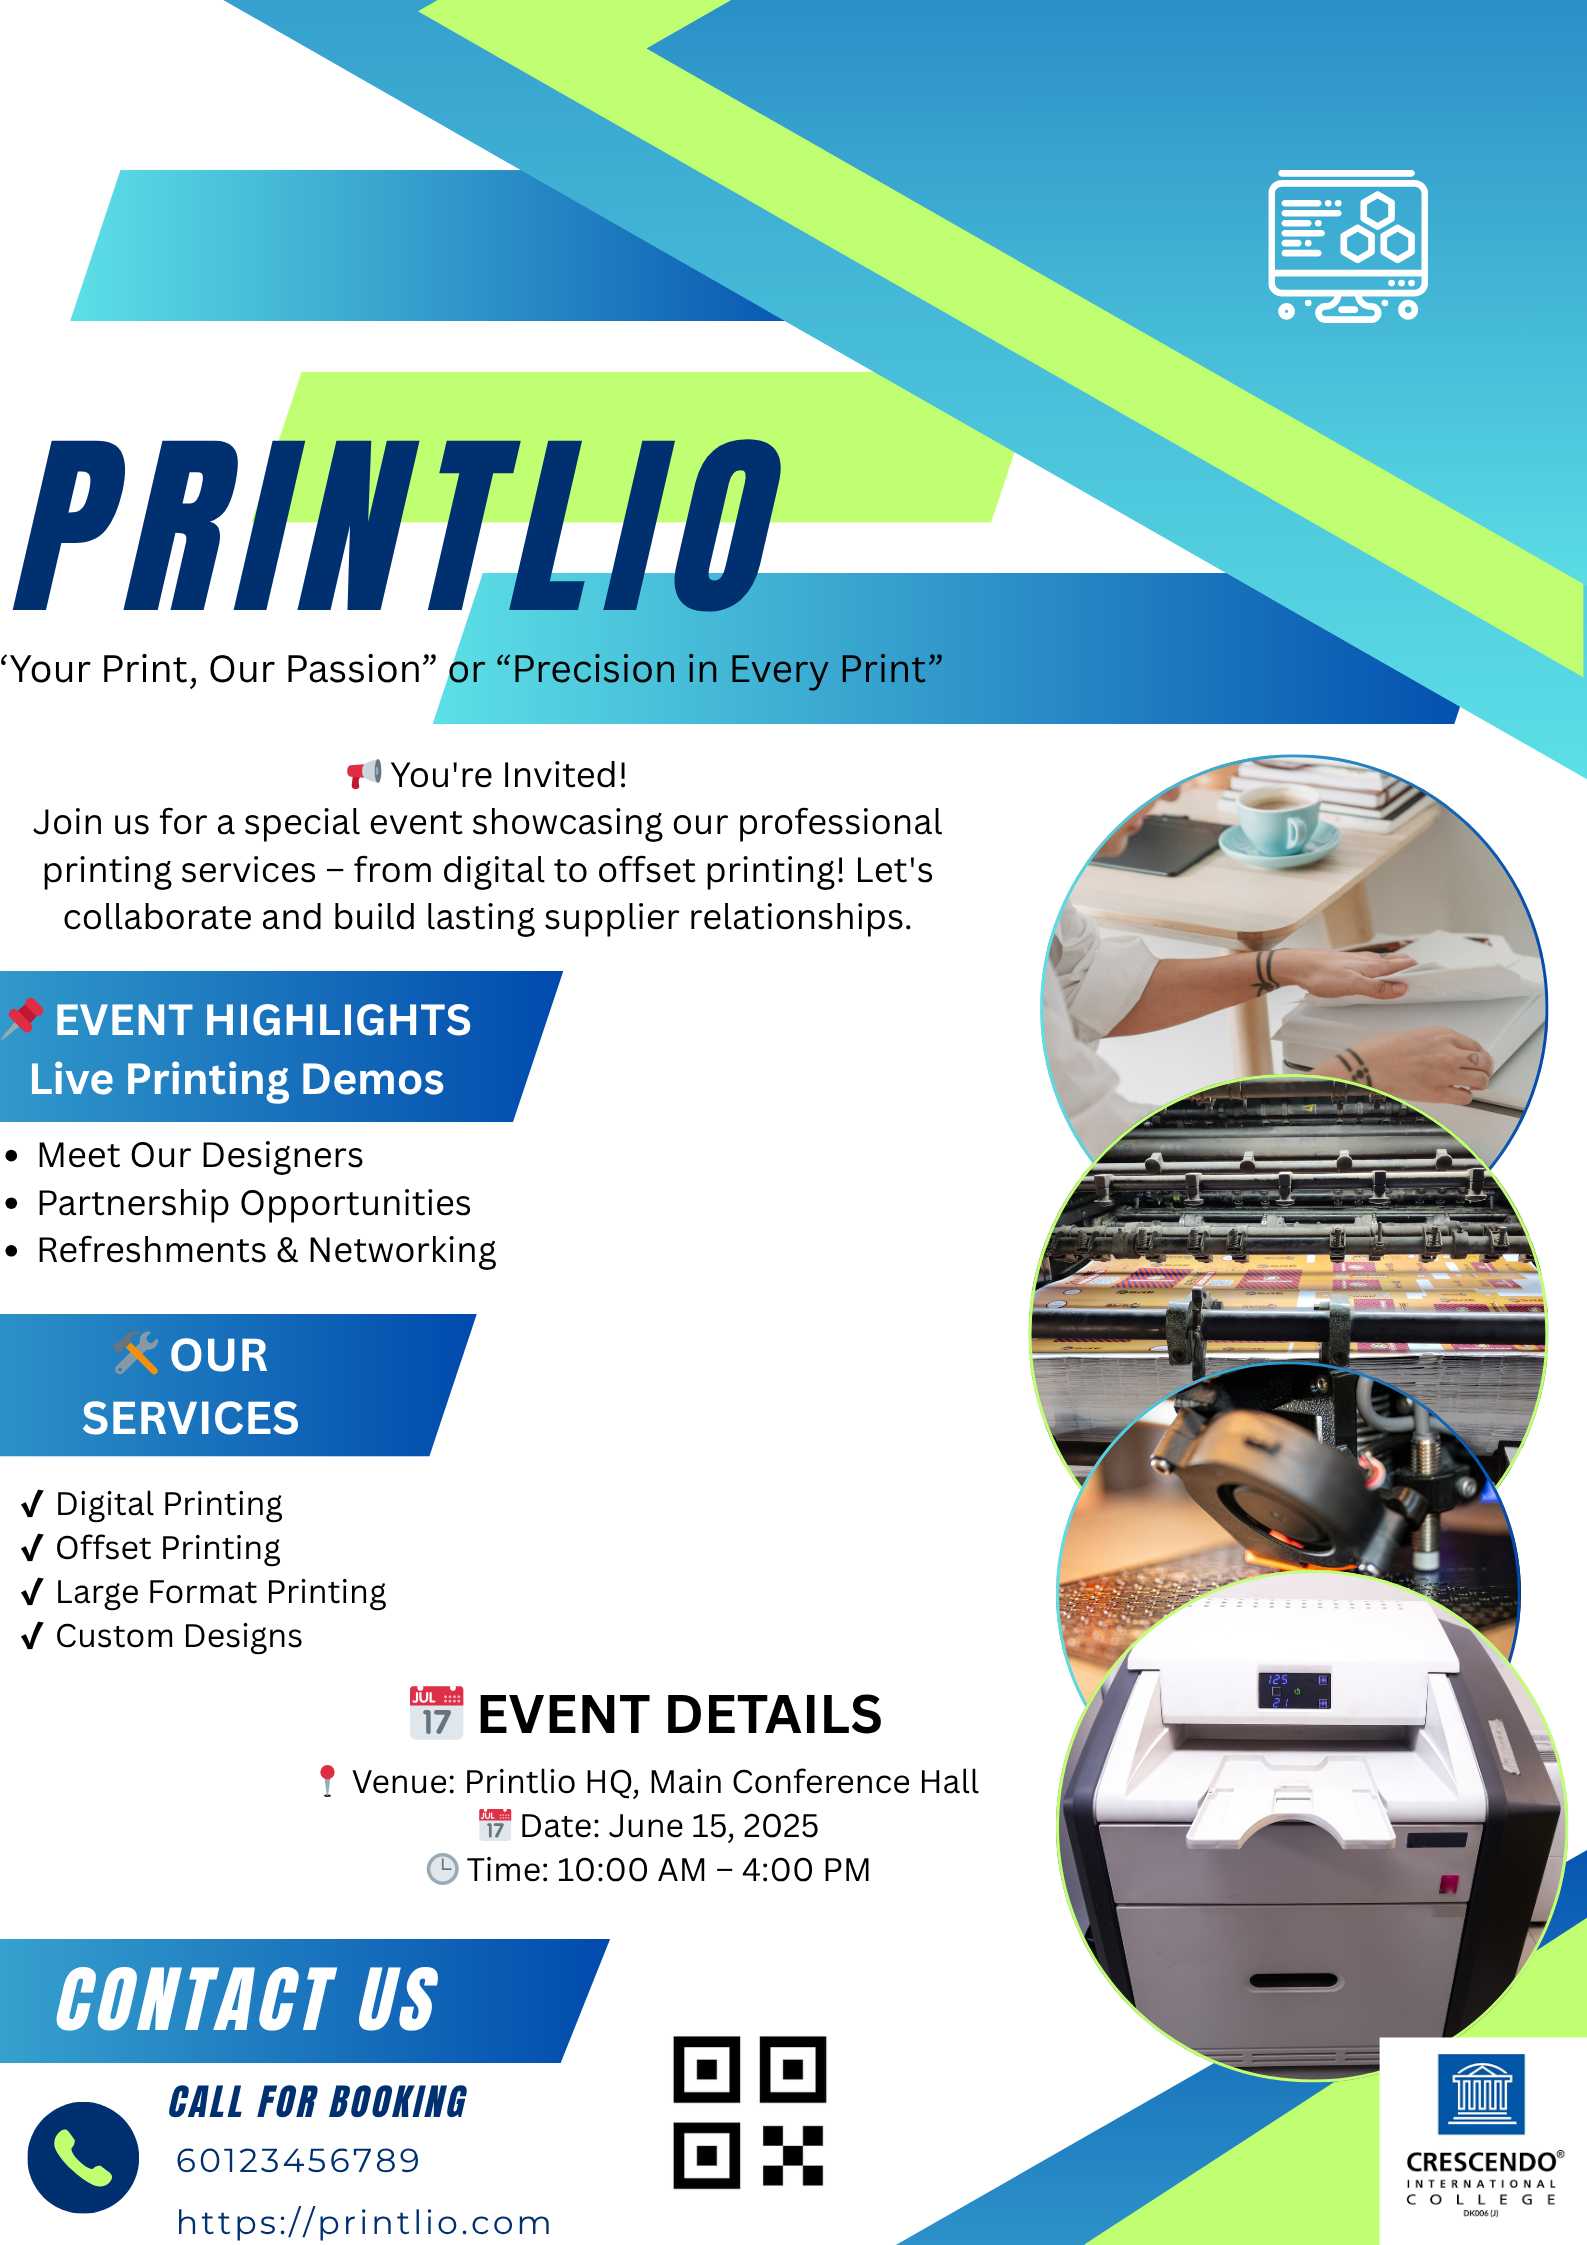 PRINTLIO
‘Your Print, Our Passion” or “Precision in Every Print”
📢 You're Invited!
Join us for a special event showcasing our professional
printing services – from digital to offset printing! Let's
collaborate and build lasting supplier relationships.
📌 EVENT HIGHLIGHTS
Live Printing Demos
• Meet Our Designers
• Partnership Opportunities
• Refreshments & Networking
🛠 OUR
SERVICES
✔ Digital Printing
✔ Offset Printing
✔ Large Format Printing
✔ Custom Designs
📅 EVENT DETAILS
📍 Venue: Printlio HQ, Main Conference Hall
📅 Date: June 15, 2025
🕒 Time: 10:00 AM – 4:00 PM
125
21
CONTACT US
CALL FOR BOOKING
60123456789
https://printlio.com
CRESCENDO®
INTERNATIONAL
COLLEGE
DK006 (J)